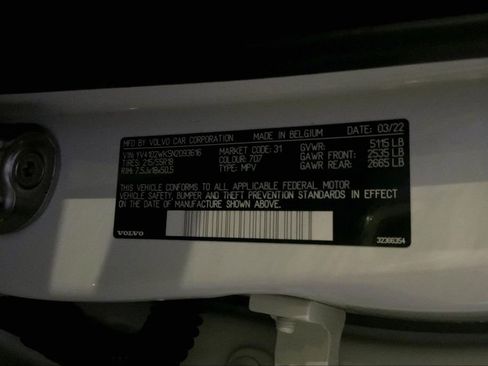 MFD BY VOLVO CAR CORPORATION MADE IN BELGIUM DATE: 03/22
VIN: YV4102WK5N2093616 MARKET CODE: 31 GVWR: 5115 LB
TIRES: 215/55R18 COLOUR: 707 GAWR FRONT: 2535 LB
RIM: 7.5Jx18x50.5 TYPE: MPV GAWR REAR: 2665 LB
THIS VEHICLE CONFORMS TO ALL APPLICABLE FEDERAL MOTOR
VEHICLE SAFETY, BUMPER AND THEFT PREVENTION STANDARDS IN EFFECT
ON THE DATE OF MANUFACTURE SHOWN ABOVE.
VOLVO 32366354